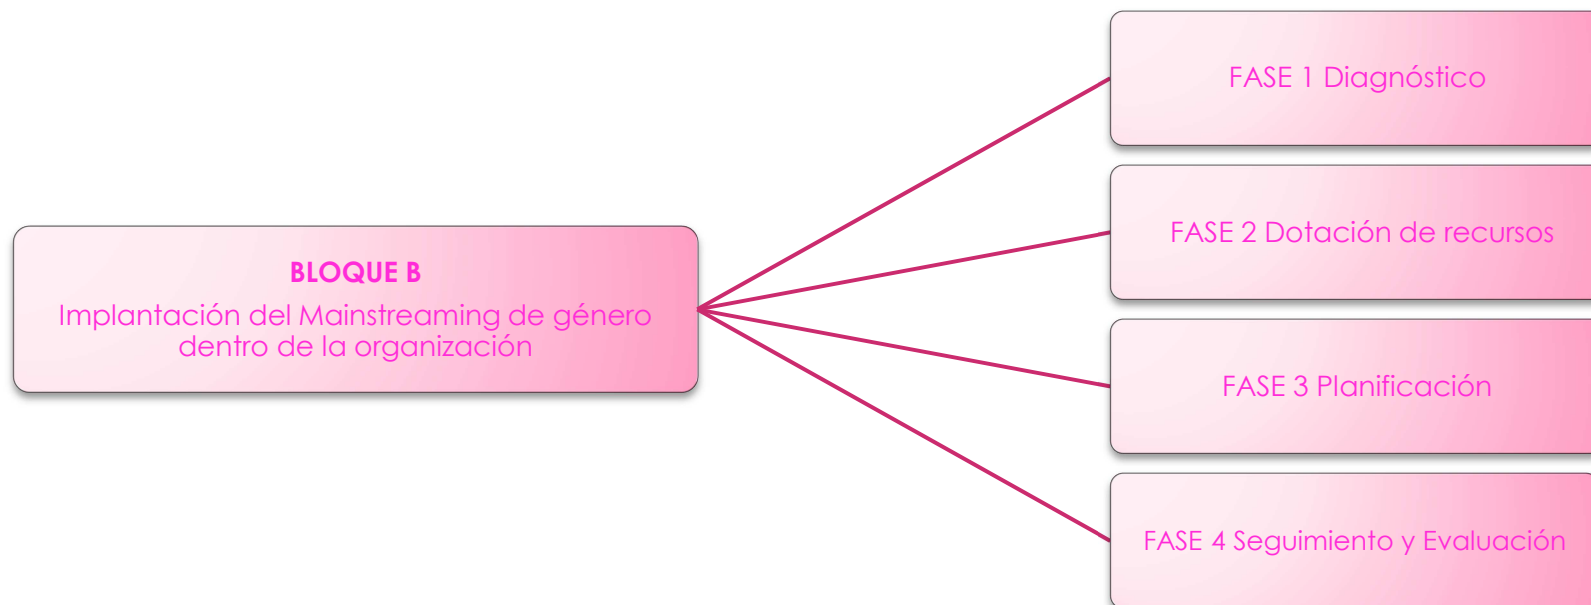 BLOQUE B
Implantación del Mainstreaming de género
dentro de la organización
FASE 1 Diagnóstico
FASE 2 Dotación de recursos
FASE 3 Planificación
FASE 4 Seguimiento y Evaluación